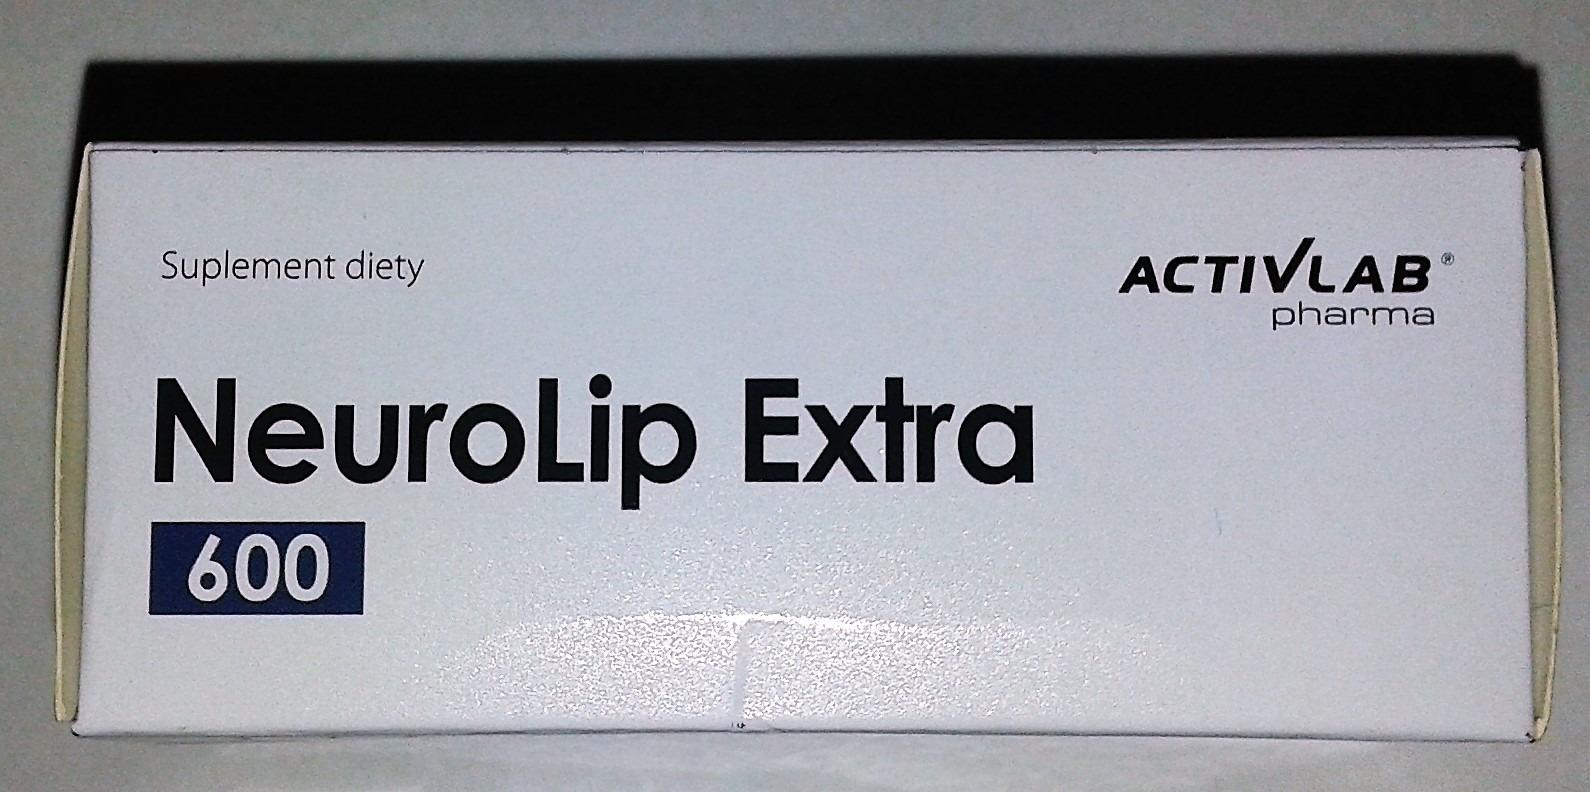 Suplement diety
ACTIVLAB®
pharma
NeuroLip Extra
600